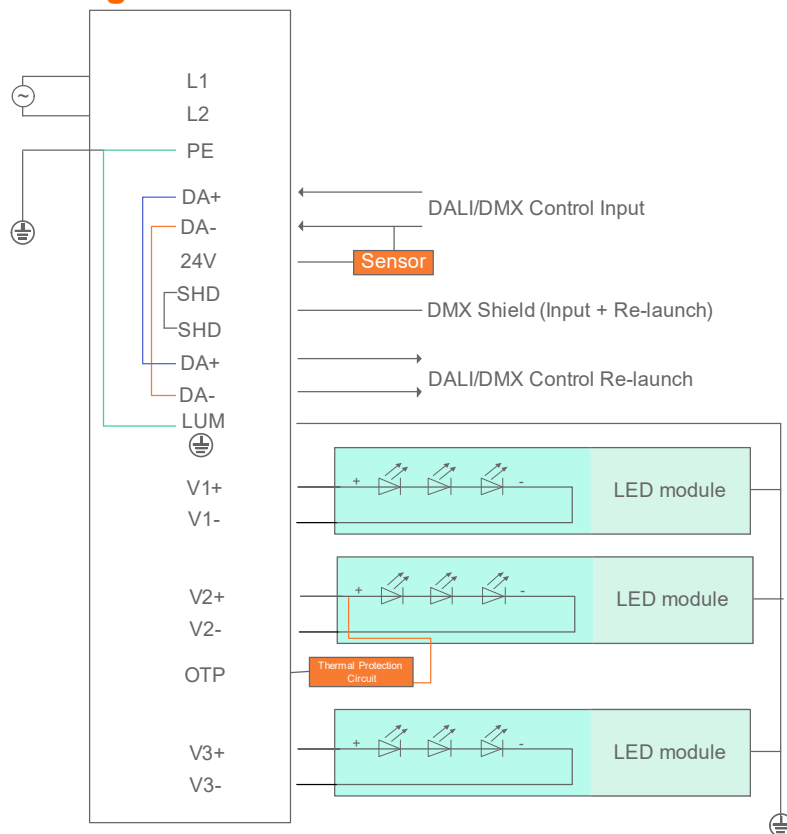 L1
L2
PE
DA+
DALI/DMX Control Input
DA-
24V
Sensor
SHD
DMX Shield (Input + Re-launch)
SHD
DA+
DALI/DMX Control Re-launch
DA-
LUM
V1+
+ -
LED module
V1-
V2+
+ -
LED module
V2-
OTP
Thermal Protection
Circuit
V3+
+ -
LED module
V3-